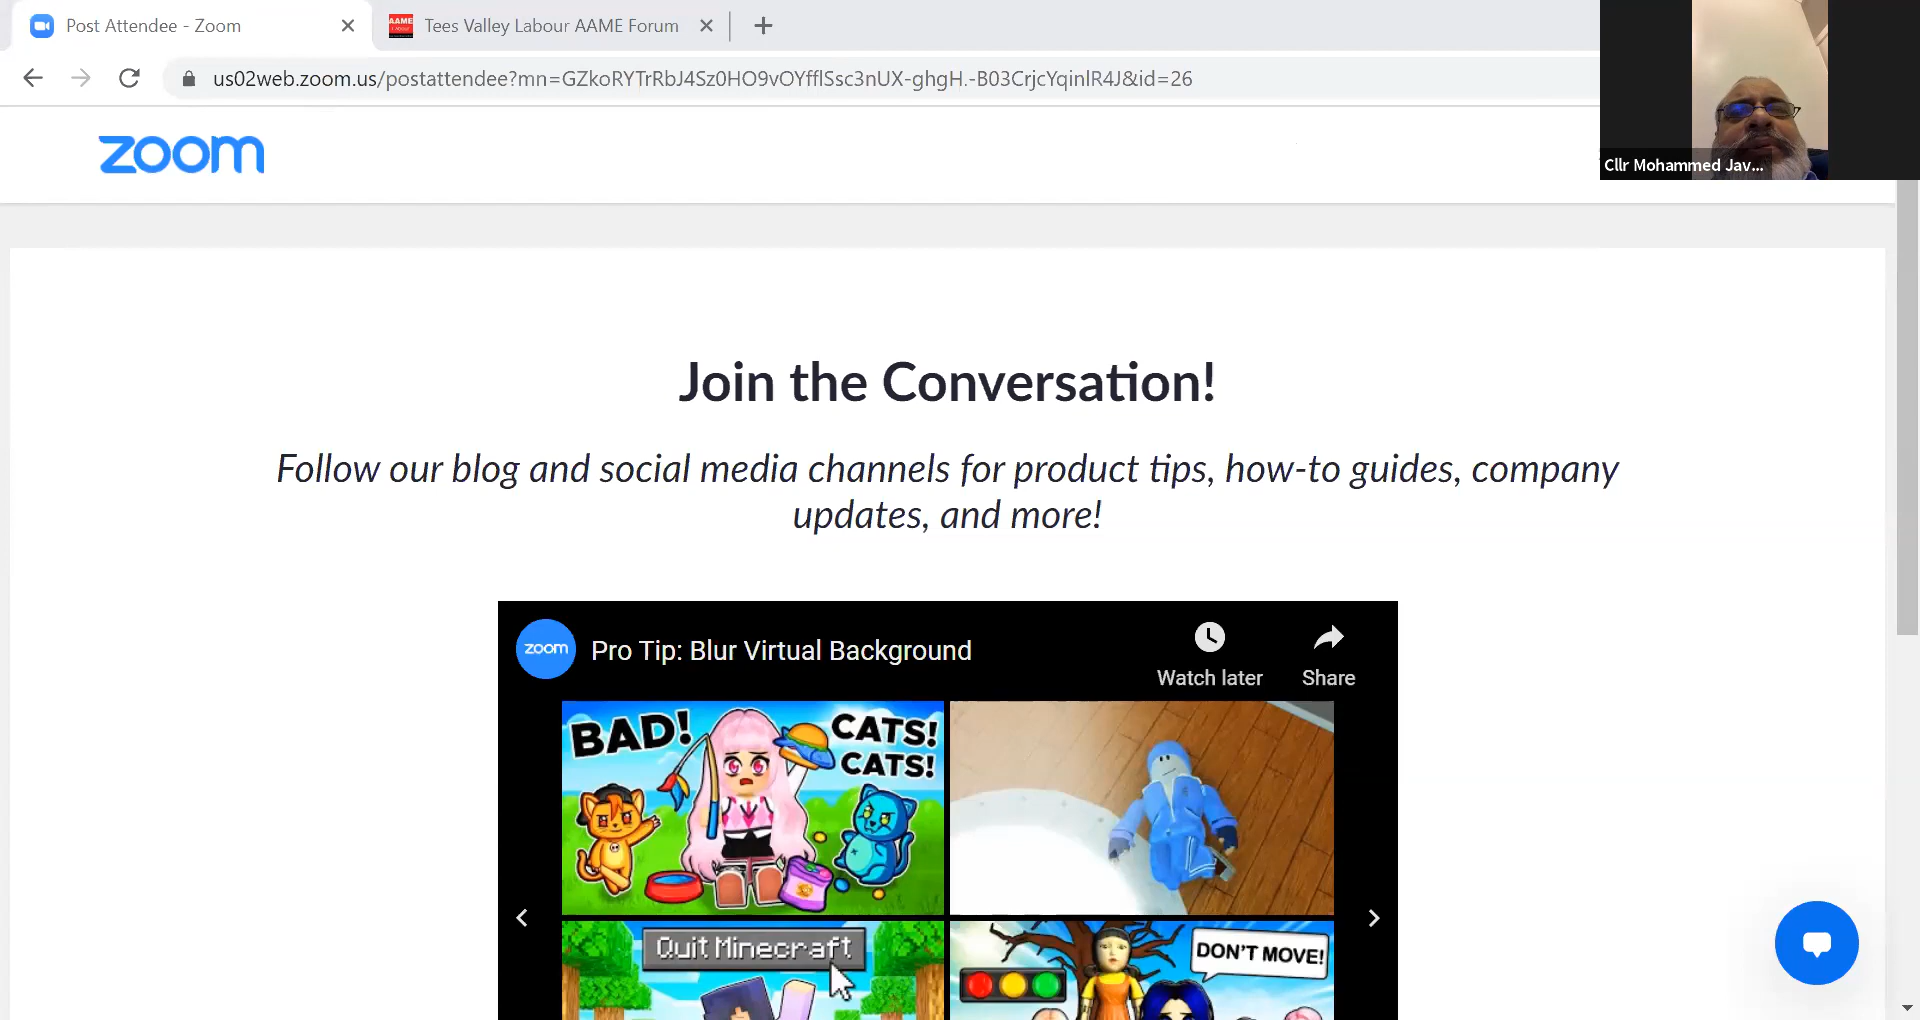 Post Attendee - Zoom
Tees Valley Labour AAME Forum
us02web.zoom.us/postattendee?mn=GZkoRYTrRbJ4Sz0HO9vOYfflSsc3nUX-ghgH.-B03CrjcYqinlR4J&id=26
Cllr Mohammed Jav...
zoom
Join the Conversation!
Follow our blog and social media channels for product tips, how-to guides, company
updates, and more!
zoom
Pro Tip: Blur Virtual Background
Watch later
Share
BAD!
CATS!
CATS!
Quit Minecraft
DON'T MOVE!